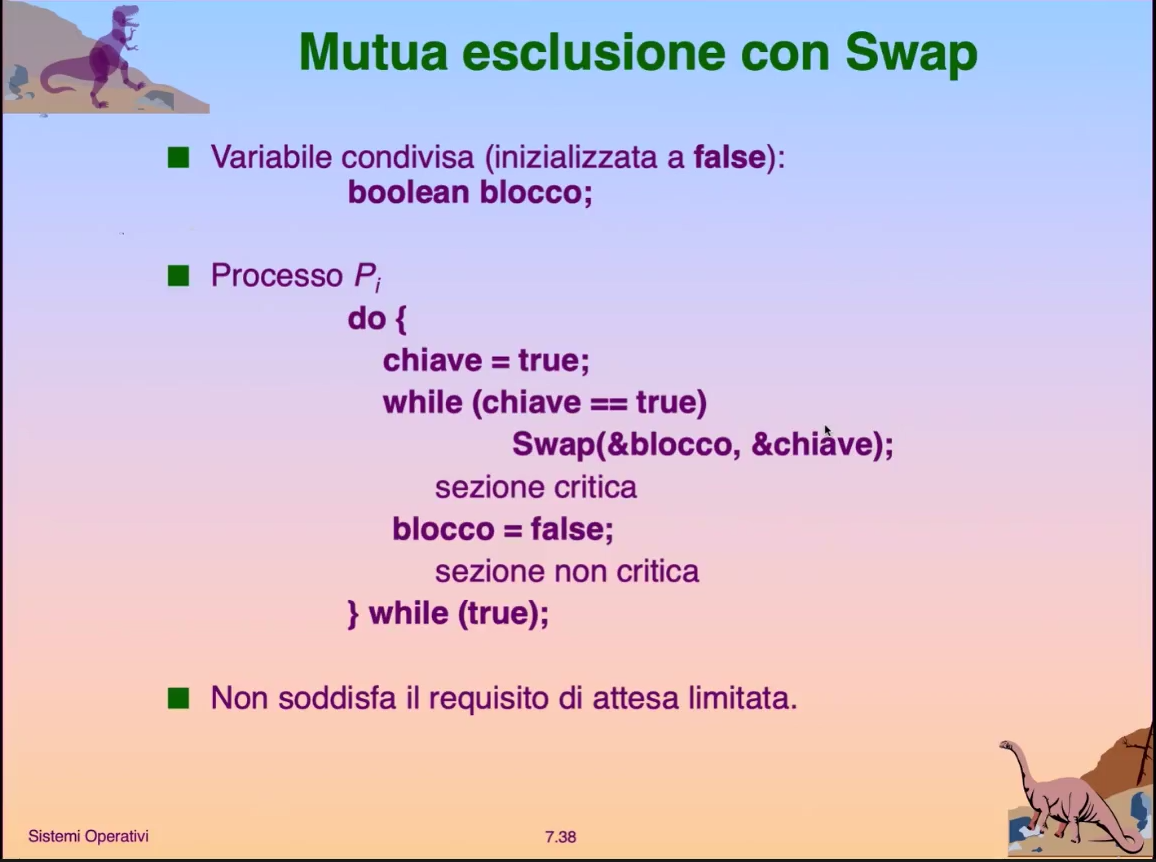 Mutua esclusione con Swap
Variabile condivisa (inizializzata a false):
boolean blocco;
Processo Pi
do {
chiave = true;
while (chiave == true)
Swap(&blocco, &chiave);
sezione critica
blocco = false;
sezione non critica
} while (true);
Non soddisfa il requisito di attesa limitata.
Sistemi Operativi
7.38